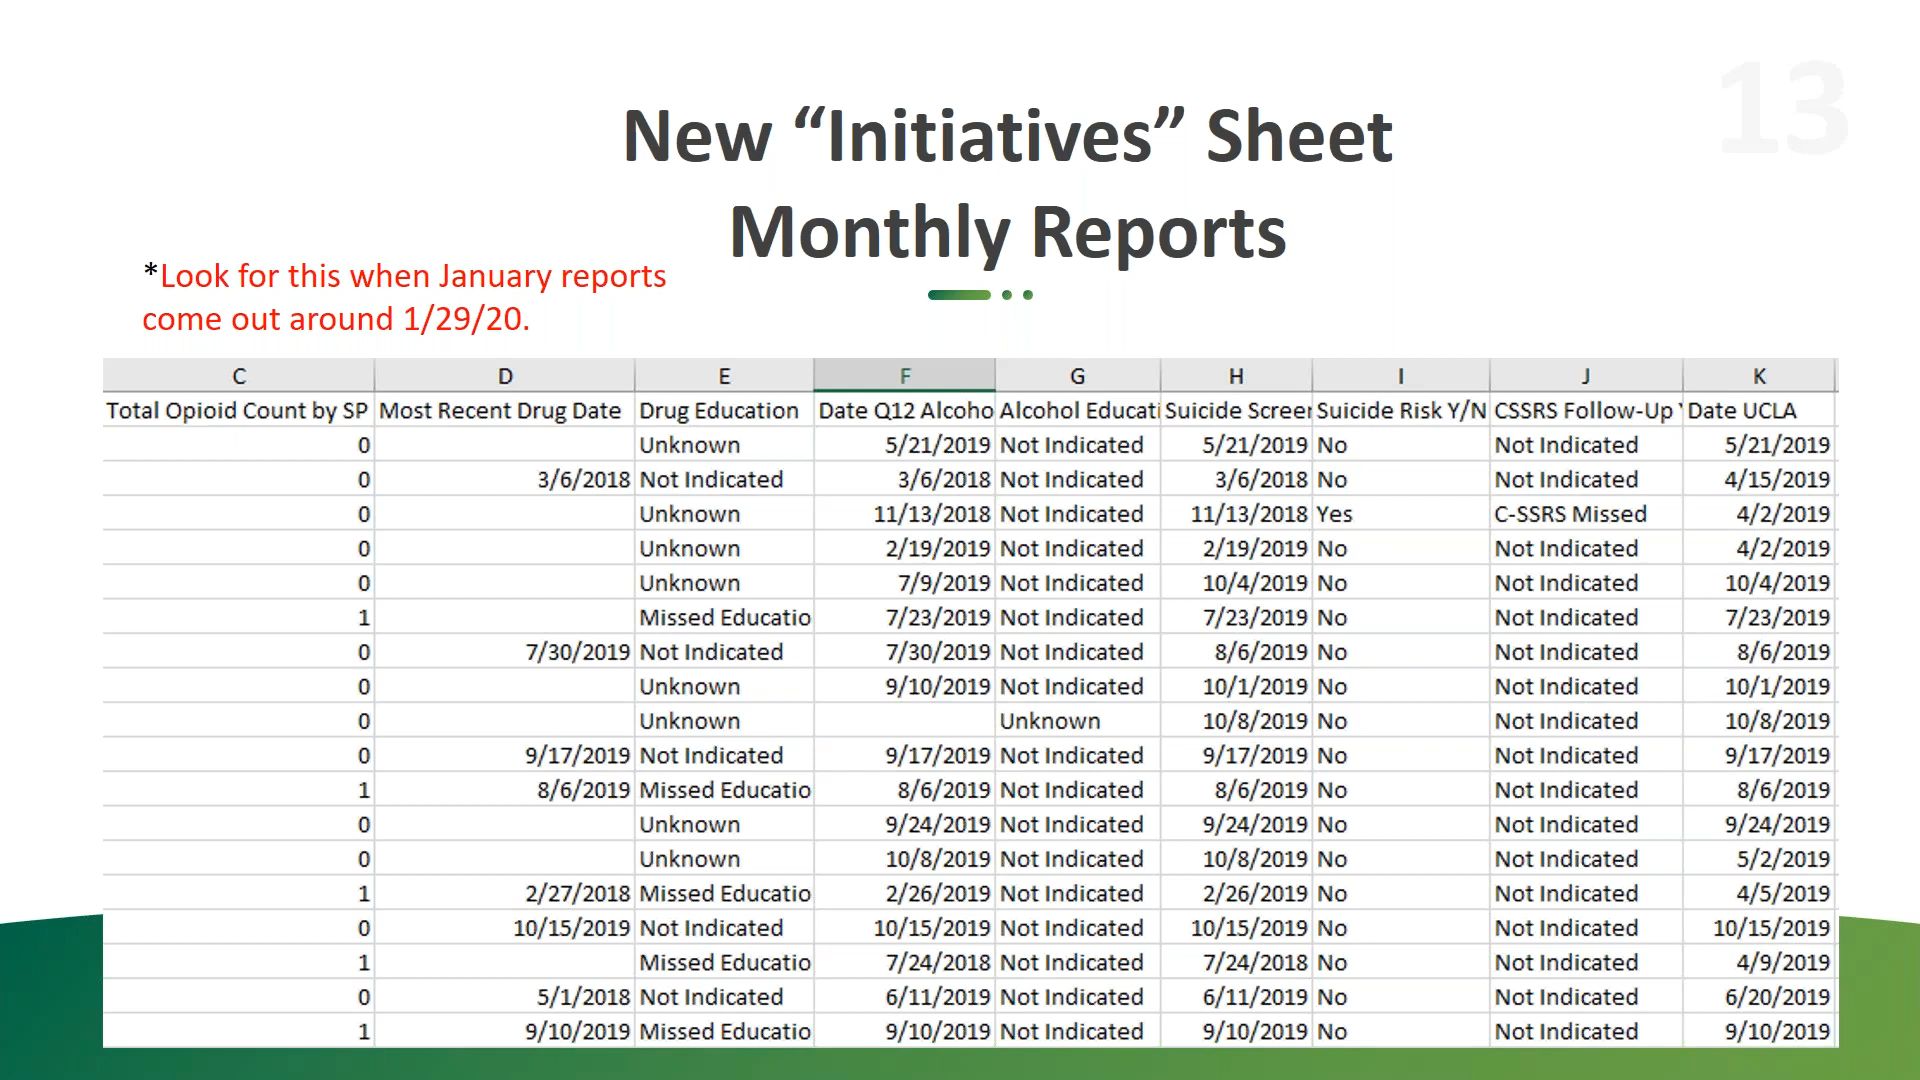 13
New “Initiatives” Sheet
Monthly Reports
*Look for this when January reports
come out around 1/29/20.
C D E F G H I J K
Total Opioid Count by SP Most Recent Drug Date Drug Education Date Q12 Alcoho Alcohol Educati Suicide Screer Suicide Risk Y/N CSSRS Follow-Up Y Date UCLA
0 Unknown 5/21/2019 Not Indicated 5/21/2019 No Not Indicated 5/21/2019
0 3/6/2018 Not Indicated 3/6/2018 Not Indicated 3/6/2018 No Not Indicated 4/15/2019
0 Unknown 11/13/2018 Not Indicated 11/13/2018 Yes C-SSRS Missed 4/2/2019
0 Unknown 2/19/2019 Not Indicated 2/19/2019 No Not Indicated 4/2/2019
0 Unknown 7/9/2019 Not Indicated 10/4/2019 No Not Indicated 10/4/2019
1 Missed Educatio 7/23/2019 Not Indicated 7/23/2019 No Not Indicated 7/23/2019
0 7/30/2019 Not Indicated 7/30/2019 Not Indicated 8/6/2019 No Not Indicated 8/6/2019
0 Unknown 9/10/2019 Not Indicated 10/1/2019 No Not Indicated 10/1/2019
0 Unknown Unknown 10/8/2019 No Not Indicated 10/8/2019
0 9/17/2019 Not Indicated 9/17/2019 Not Indicated 9/17/2019 No Not Indicated 9/17/2019
1 8/6/2019 Missed Educatio 8/6/2019 Not Indicated 8/6/2019 No Not Indicated 8/6/2019
0 Unknown 9/24/2019 Not Indicated 9/24/2019 No Not Indicated 9/24/2019
0 Unknown 10/8/2019 Not Indicated 10/8/2019 No Not Indicated 5/2/2019
1 2/27/2018 Missed Educatio 2/26/2019 Not Indicated 2/26/2019 No Not Indicated 4/5/2019
0 10/15/2019 Not Indicated 10/15/2019 Not Indicated 10/15/2019 No Not Indicated 10/15/2019
1 Missed Educatio 7/24/2018 Not Indicated 7/24/2018 No Not Indicated 4/9/2019
0 5/1/2018 Not Indicated 6/11/2019 Not Indicated 6/11/2019 No Not Indicated 6/20/2019
1 9/10/2019 Missed Educatio 9/10/2019 Not Indicated 9/10/2019 No Not Indicated 9/10/2019